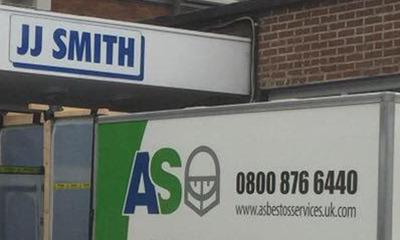 JJ SMITH
AS
0800 876 6440
www.asbestosservices.uk.com